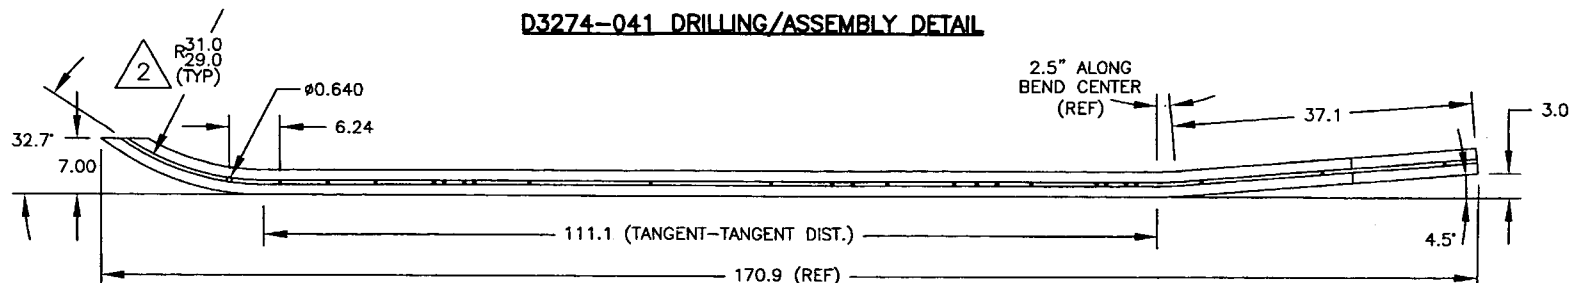 D3274-041 DRILLING/ASSEMBLY DETAIL
2
R31.0
29.0
(TYP)
ø0.640
2.5" ALONG
BEND CENTER
(REF)
37.1
3.0
32.7°
7.00
6.24
111.1 (TANGENT-TANGENT DIST.)
4.5°
170.9 (REF)